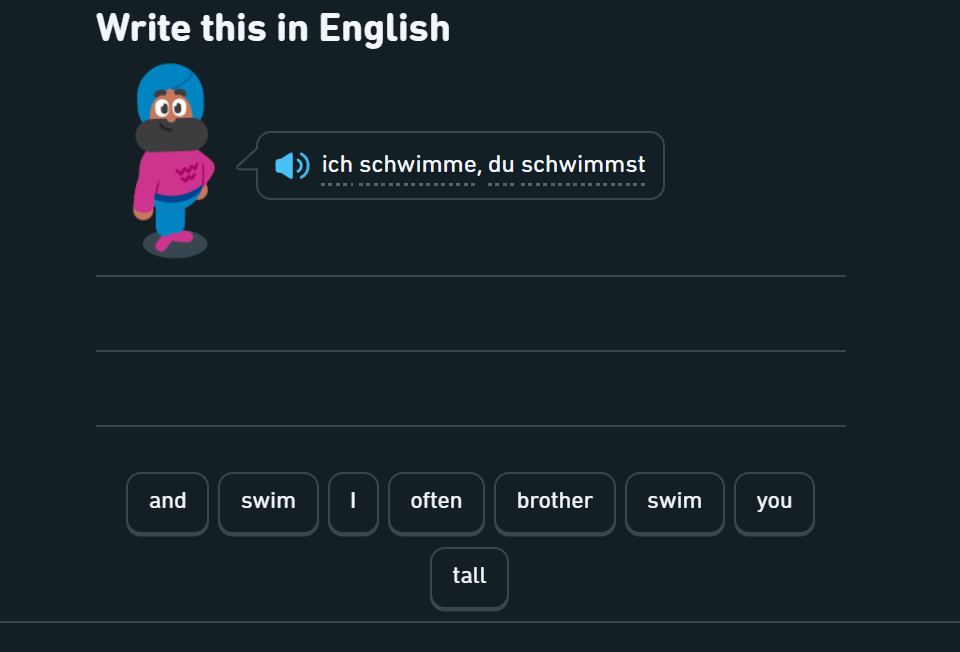 Write this in English
ich schwimme, du schwimmst
and swim I often brother swim you
tall